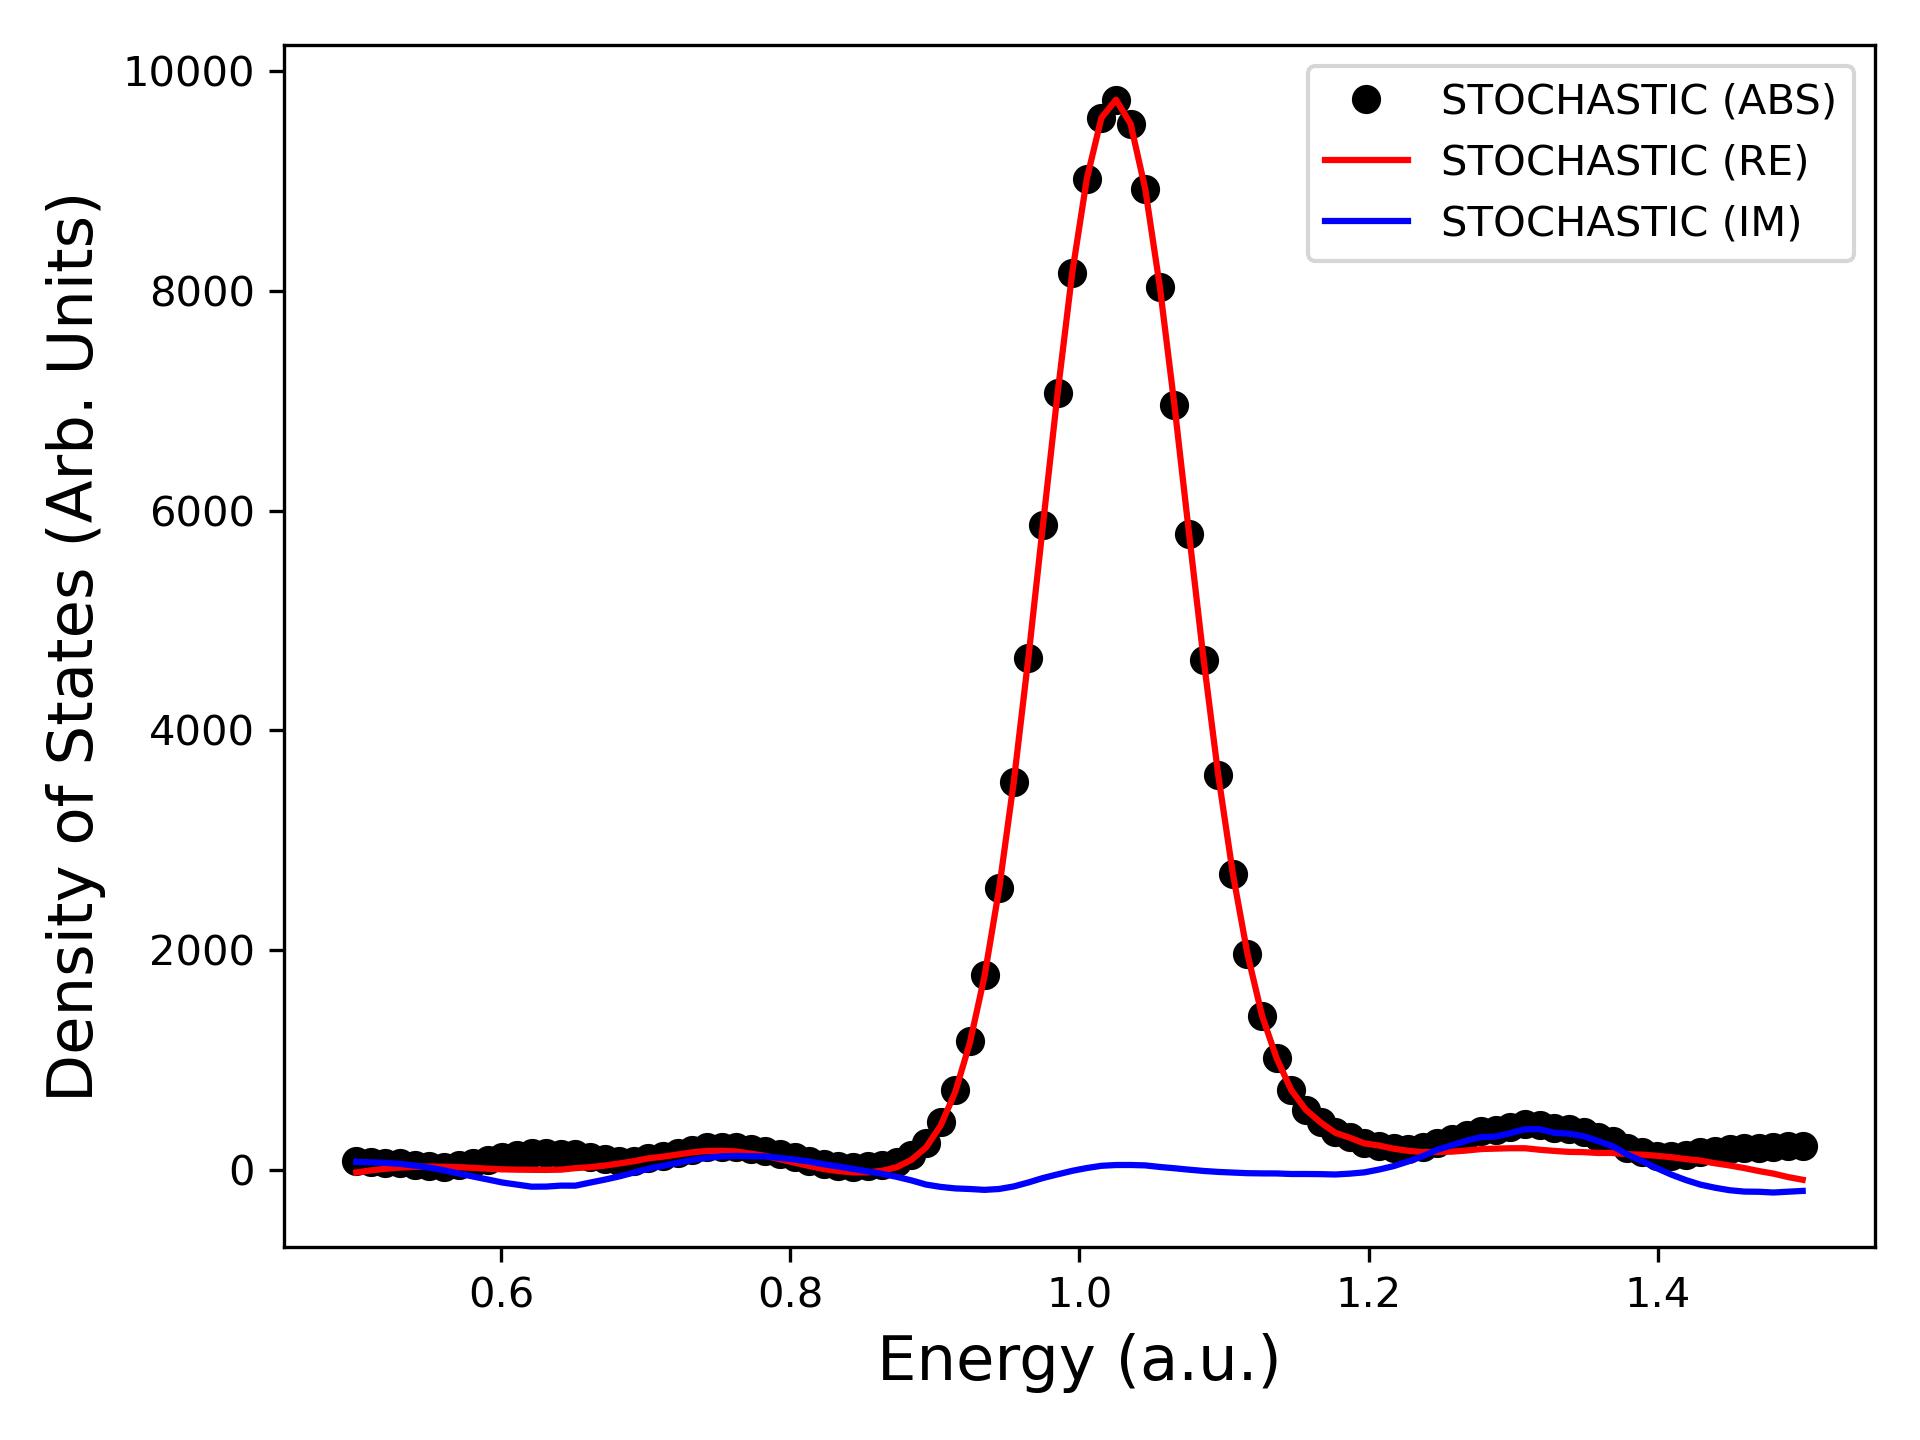 10000
8000
6000
4000
2000
0
Density of States (Arb. Units)
STOCHASTIC (ABS)
STOCHASTIC (RE)
STOCHASTIC (IM)
0.6 0.8 1.0 1.2 1.4
Energy (a.u.)